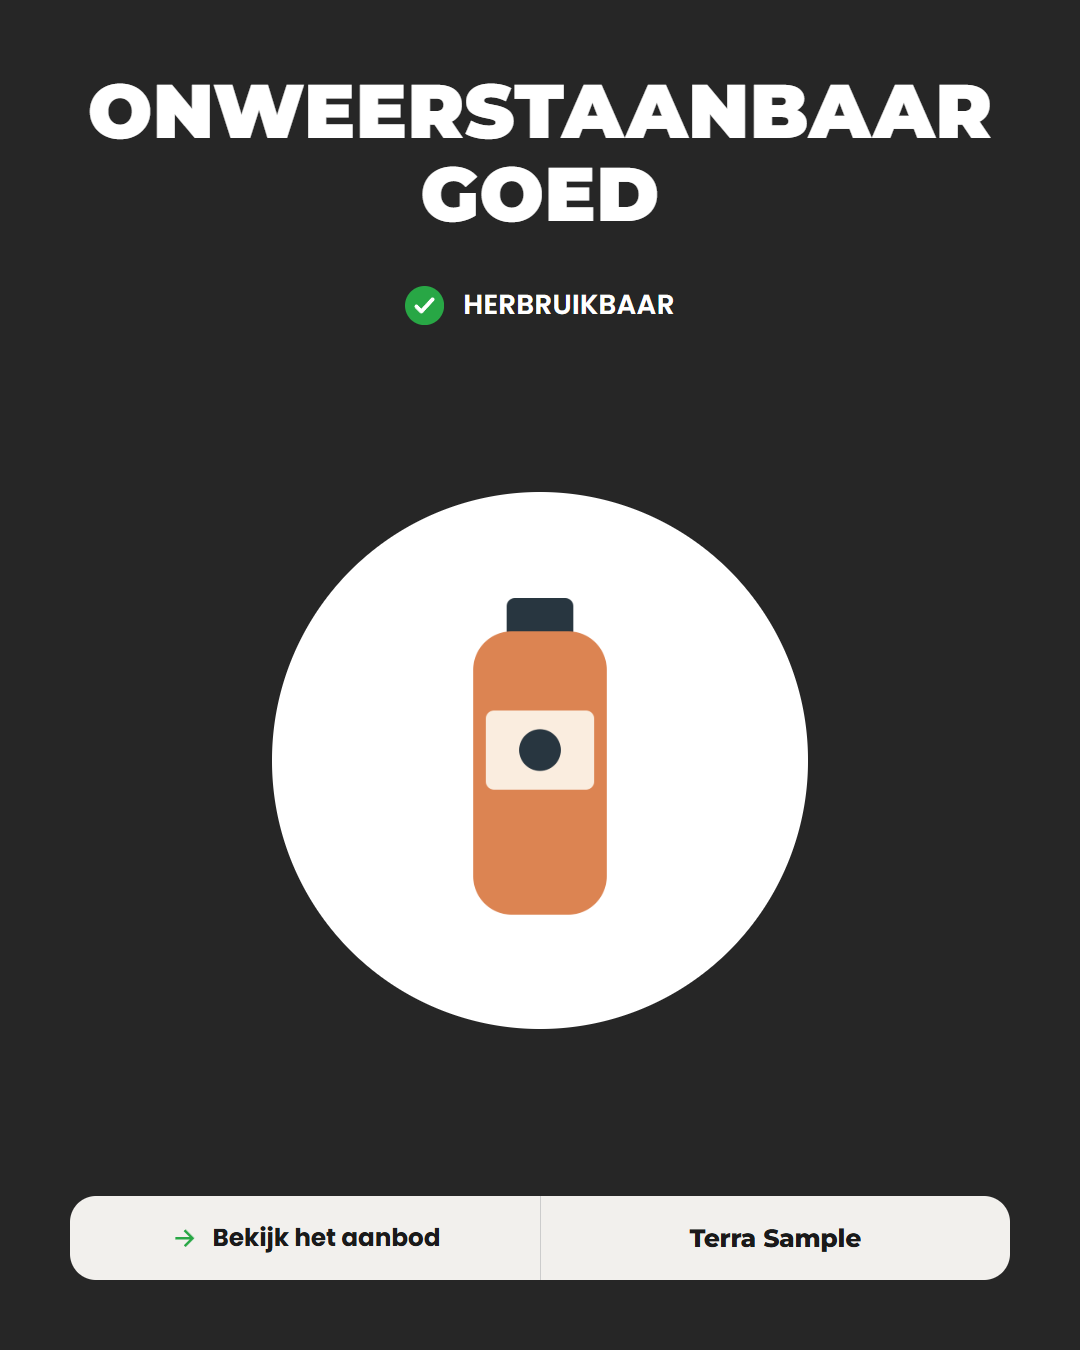 ONWEERSTAANBAAR
GOED
HERBRUIKBAAR
Bekijk het aanbod
Terra Sample